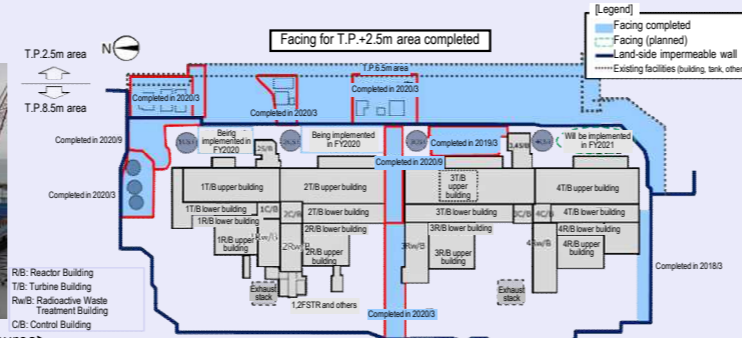 [Legend]
Facing completed
Facing (planned)
Land-side impermeable wall
Existing facilities (building, tank, other
Facing for T.P.+2.5m area completed
N
T.P.2.5m area
T.P.8.5m area
T.P.6.5m area
Completed in 2020/3
Completed in 2020/3
Completed in 2020/3
Completed in 2020/9
Being
implemented
in FY2020
Being implemented
in FY2020
Completed in 2019/3
Will be implemented
in FY2021
Completed in 2020/9
Completed in 2020/3
1T/B upper building
2T/B upper building
3T/B
upper
building
4T/B upper building
1T/B lower building
1C/B
2C/B
2T/B lower building
3T/B lower building
4C/B
4T/B lower building
1R/B lower building
2R/B lower building
3R/B lower building
4R/B lower building
1R/B upper
building
2R/B upper
building
3R/B upper
building
4R/B upper
building
Exhaust
stack
Exhaust
stack
1,2FSTR and others
Completed in 2020/3
Completed in 2018/3
R/B: Reactor Building
T/B: Turbine Building
Rw/B: Radioactive Waste
Treatment Building
C/B: Control Building